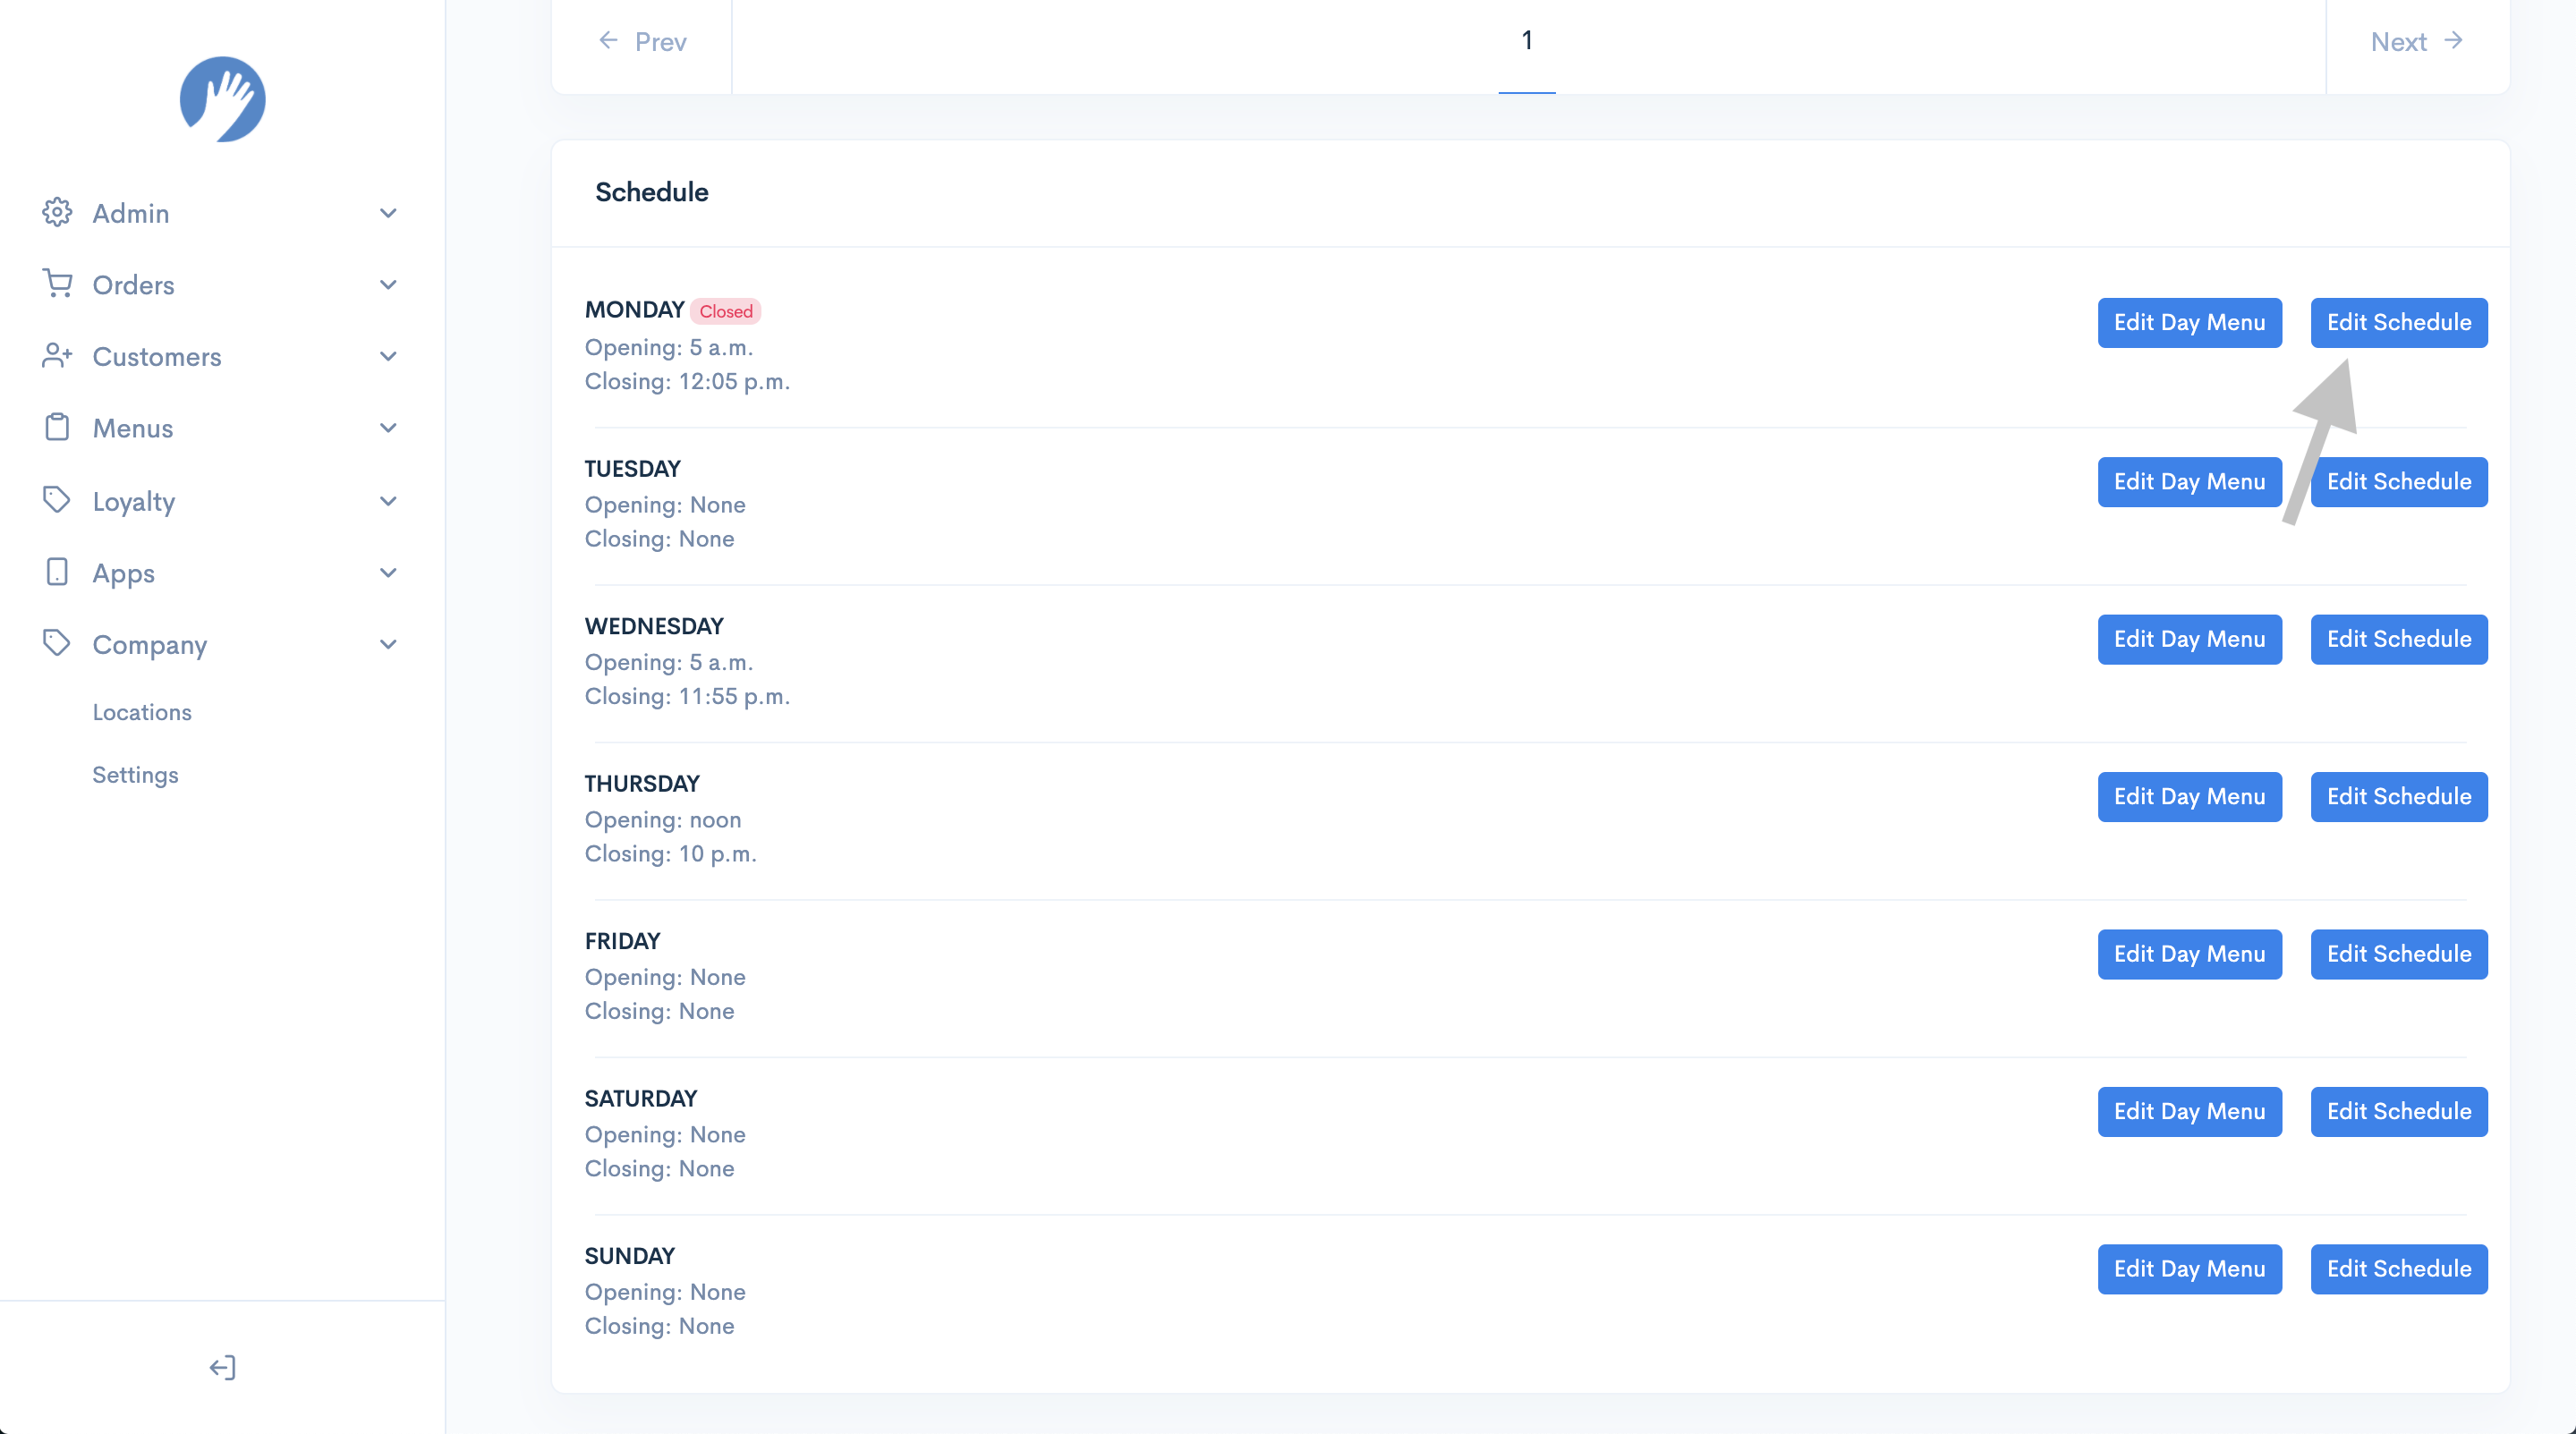 Prev
1
Next
Admin
Orders
Customers
Menus
Loyalty
Apps
Company
Locations
Settings
Schedule
MONDAY Closed
Opening: 5 a.m.
Closing: 12:05 p.m.
Edit Day Menu
Edit Schedule
TUESDAY
Opening: None
Closing: None
Edit Day Menu
Edit Schedule
WEDNESDAY
Opening: 5 a.m.
Closing: 11:55 p.m.
Edit Day Menu
Edit Schedule
THURSDAY
Opening: noon
Closing: 10 p.m.
Edit Day Menu
Edit Schedule
FRIDAY
Opening: None
Closing: None
Edit Day Menu
Edit Schedule
SATURDAY
Opening: None
Closing: None
Edit Day Menu
Edit Schedule
SUNDAY
Opening: None
Closing: None
Edit Day Menu
Edit Schedule